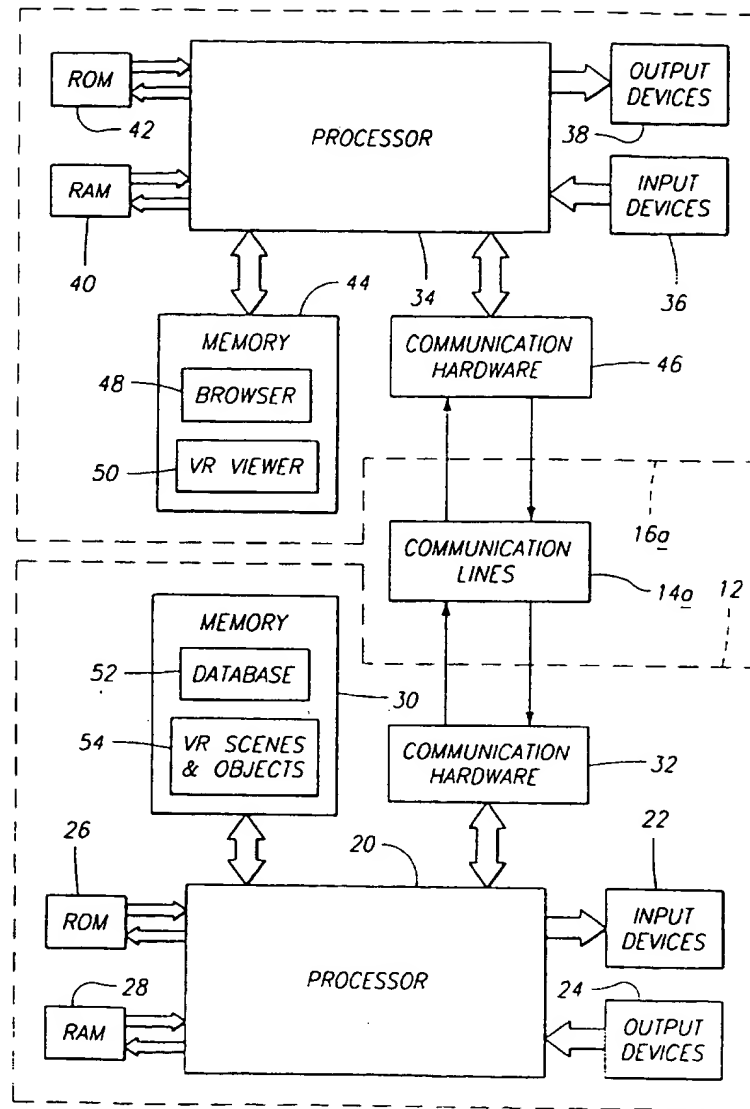 ROM
42
PROCESSOR
OUTPUT
DEVICES
38
RAM
40
INPUT
DEVICES
36
34
44
MEMORY
48
BROWSER
50
VR VIEWER
COMMUNICATION
HARDWARE
46
16a
COMMUNICATION
LINES
14a
12
MEMORY
52
DATABASE
30
54
VR SCENES
& OBJECTS
COMMUNICATION
HARDWARE
32
26
ROM
20
PROCESSOR
22
INPUT
DEVICES
28
RAM
24
OUTPUT
DEVICES